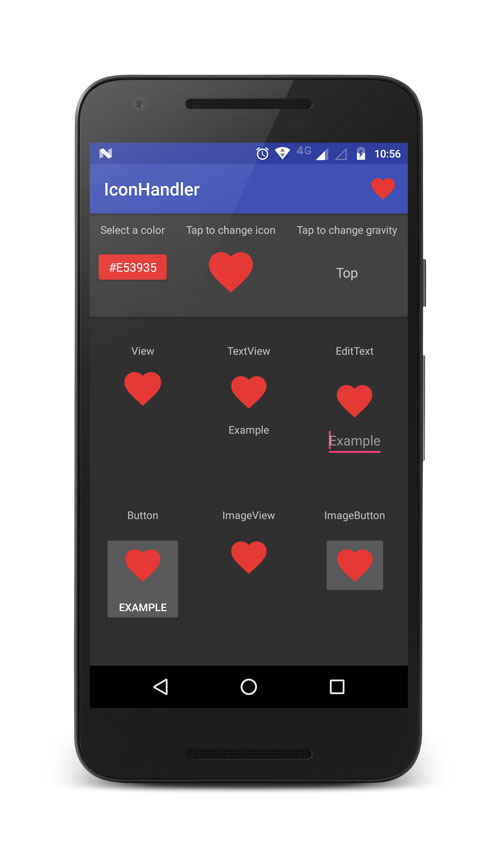 4G 10:56
IconHandler
Select a color Tap to change icon Tap to change gravity
#E53935 Top
View TextView EditText
Example Example
Button ImageView ImageButton
EXAMPLE